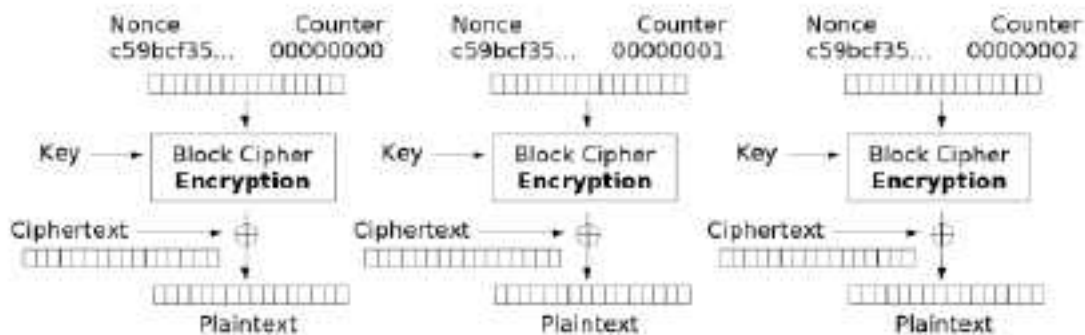 Nonce Counter Nonce Counter Nonce Counter
c59bcf35... 00000000 c59bcf35... 00000001 c59bcf35... 00000002
Key Block Cipher Key Block Cipher Key Block Cipher
Encryption Encryption Encryption
Ciphertext Ciphertext Ciphertext
Plaintext Plaintext Plaintext